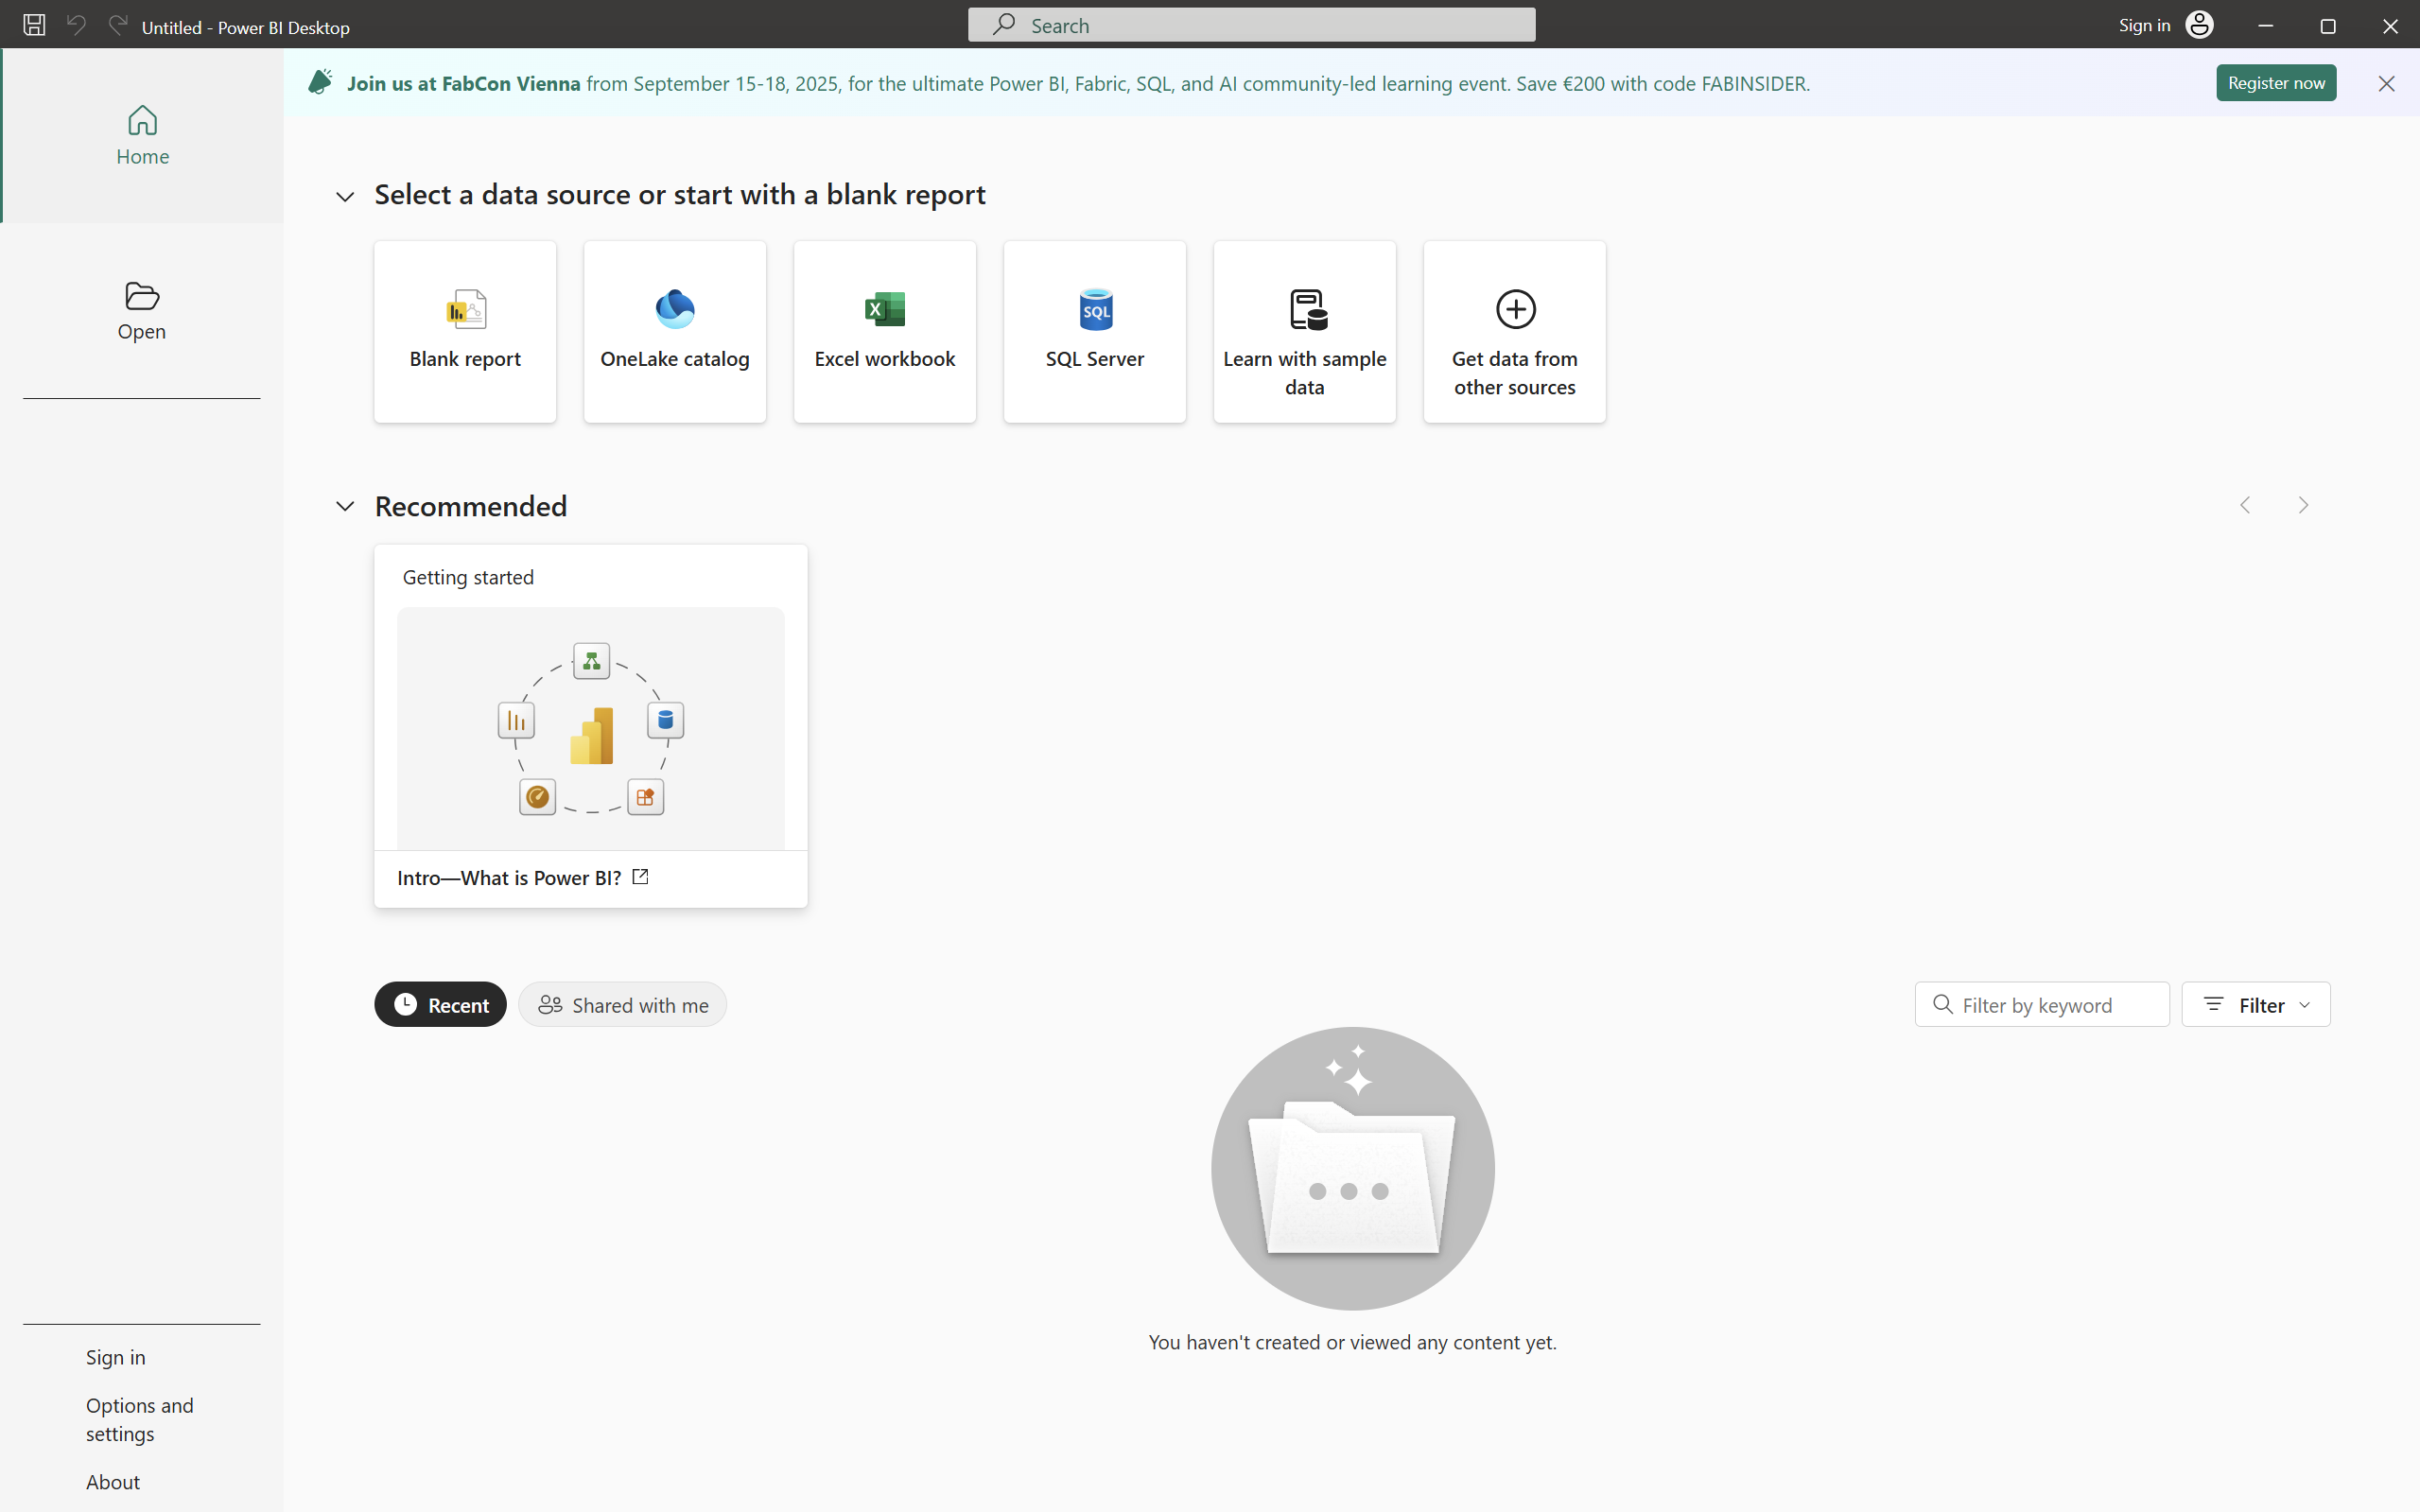 Untitled - Power BI Desktop
Search
Sign in
Join us at FabCon Vienna from September 15-18, 2025, for the ultimate Power BI, Fabric, SQL, and AI community-led learning event. Save €200 with code FABINSIDER.
Register now
Home
Open
Select a data source or start with a blank report
Blank report
OneLake catalog
Excel workbook
SQL
SQL Server
Learn with sample
data
Get data from
other sources
Recommended
Getting started
Intro—What is Power BI?
Recent
Shared with me
Filter by keyword
Filter
You haven't created or viewed any content yet.
Sign in
Options and
settings
About